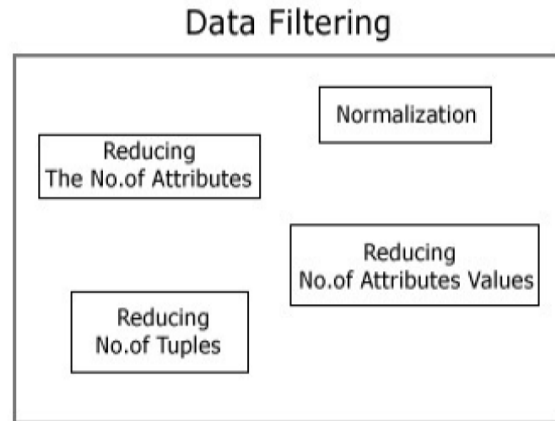 Data Filtering
Normalization
Reducing
The No.of Attributes
Reducing
No.of Attributes Values
Reducing
No.of Tuples